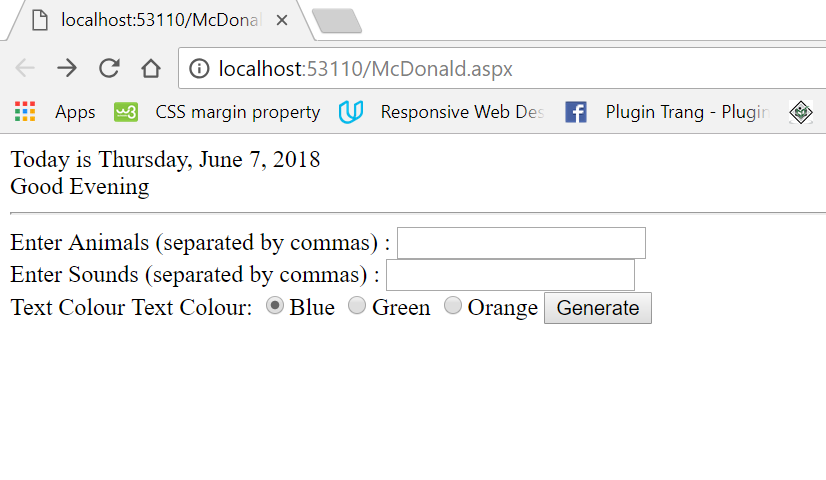 localhost:53110/McDonal
localhost:53110/McDonald.aspx
Apps w3 CSS margin property Responsive Web Des f Plugin Trang - Plugin
Today is Thursday, June 7, 2018
Good Evening
Enter Animals (separated by commas) :
Enter Sounds (separated by commas) :
Text Colour Text Colour: Blue Green Orange Generate